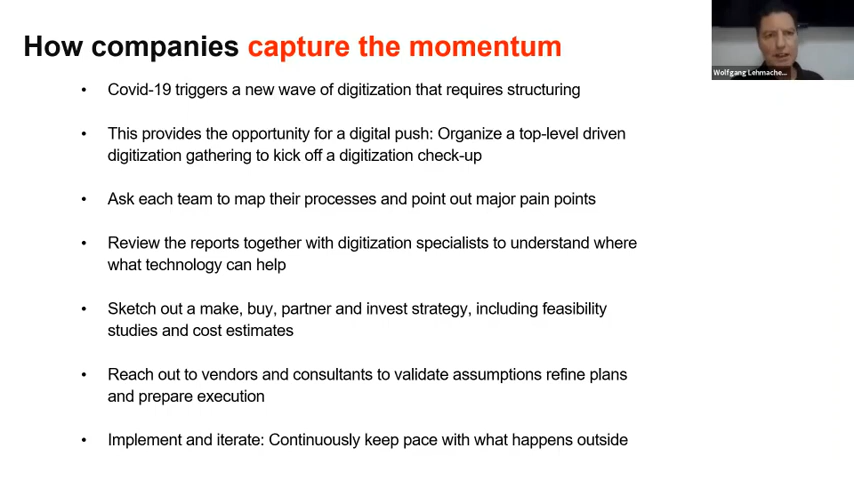 How companies capture the momentum
Wolfgang Lehmache...
• Covid-19 triggers a new wave of digitization that requires structuring
• This provides the opportunity for a digital push: Organize a top-level driven
digitization gathering to kick off a digitization check-up
• Ask each team to map their processes and point out major pain points
• Review the reports together with digitization specialists to understand where
what technology can help
• Sketch out a make, buy, partner and invest strategy, including feasibility
studies and cost estimates
• Reach out to vendors and consultants to validate assumptions refine plans
and prepare execution
• Implement and iterate: Continuously keep pace with what happens outside